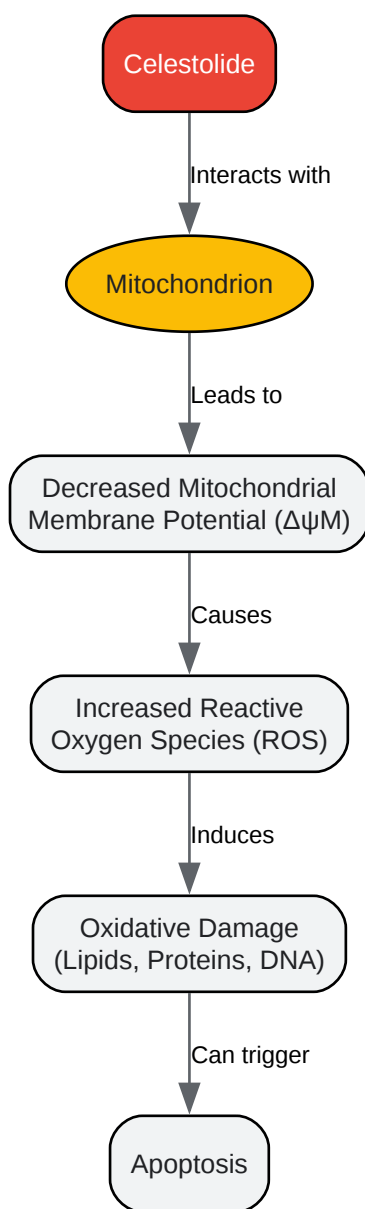 Celestolide
Interacts with
Mitochondrion
Leads to
Decreased Mitochondrial
Membrane Potential (ΔψM)
Causes
Increased Reactive
Oxygen Species (ROS)
Induces
Oxidative Damage
(Lipids, Proteins, DNA)
Can trigger
Apoptosis